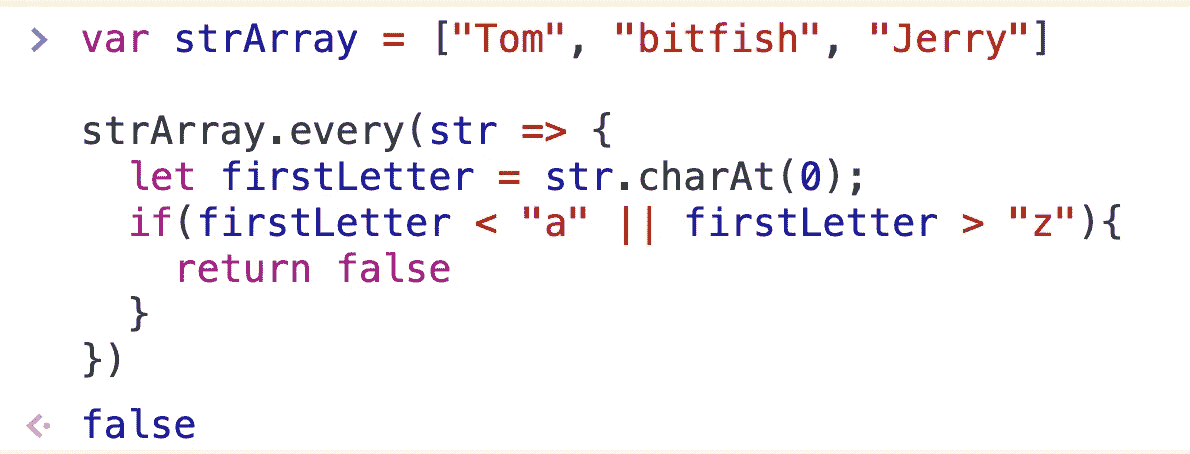 > var strArray = ["Tom", "bitfish", "Jerry"]
strArray.every(str => {
let firstLetter = str.charAt(0);
if(firstLetter < "a" || firstLetter > "z"){
return false
}
})
false